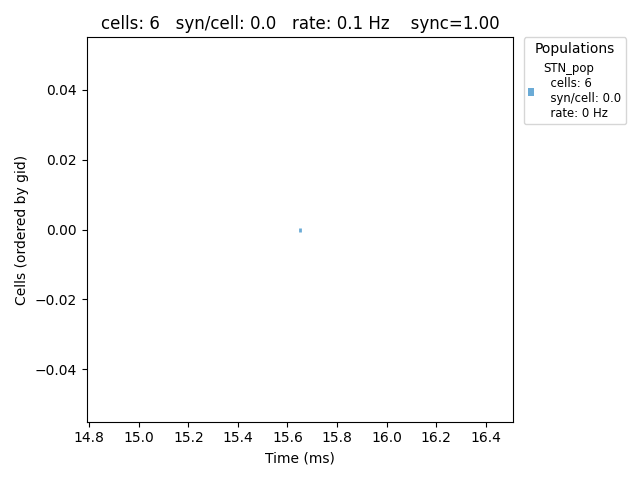 cells: 6   syn/cell: 0.0   rate: 0.1 Hz    sync=1.00
Populations
STN_pop
cells: 6
syn/cell: 0.0
rate: 0 Hz
Cells (ordered by gid)
0.04
0.02
0.00
−0.02
−0.04
14.8 15.0 15.2 15.4 15.6 15.8 16.0 16.2 16.4
Time (ms)